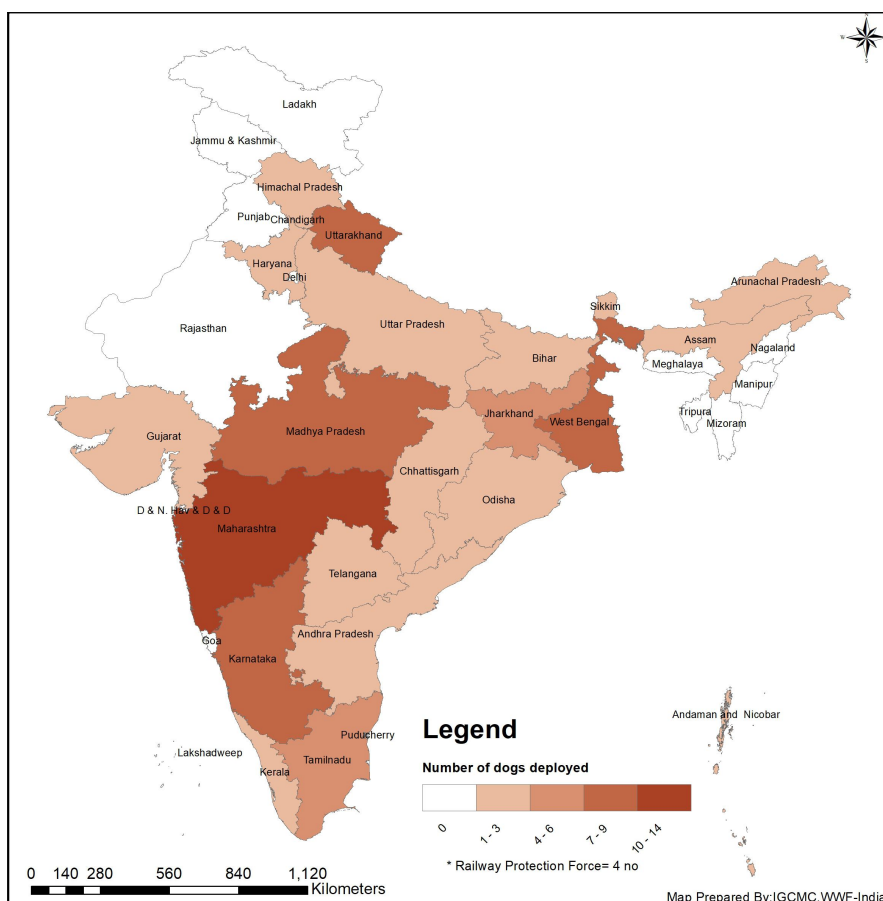 N
W
E
S
Ladakh
Jammu & Kashmir
Himachal Pradesh
Punjab
Chandigarh
Uttarakhand
Haryana
Delhi
Arunachal Pradesh
Sikkim
Rajasthan
Uttar Pradesh
Assam
Nagaland
Bihar
Meghalaya
Manipur
Jharkhand
West Bengal
Tripura
Mizoram
Gujarat
Madhya Pradesh
Chhattisgarh
Odisha
D & N. Hav & D & D
Maharashtra
Telangana
Goa
Andhra Pradesh
Karnataka
Andaman and Nicobar
Puducherry
Lakshadweep
Tamilnadu
Kerala
Legend
Number of dogs deployed
0
1 - 3
4 - 6
7 - 9
10 - 14
* Railway Protection Force= 4 no
0 140 280 560 840 1,120
Kilometers
Map Prepared By:IGCMC,WWF-India